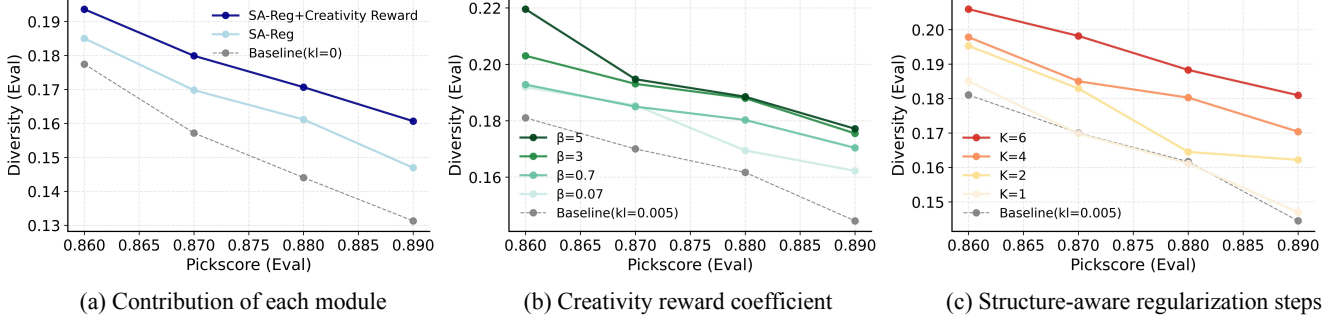 0.19
0.18
0.17
0.16
0.15
0.14
0.13
Diversity (Eval)
SA-Reg+Creativity Reward
SA-Reg
Baseline(kl=0)
0.860 0.865 0.870 0.875 0.880 0.885 0.890
Pickscore (Eval)
(a) Contribution of each module
0.22
0.20
0.18
0.16
Diversity (Eval)
β=5
β=3
β=0.7
β=0.07
Baseline(kl=0.005)
0.860 0.865 0.870 0.875 0.880 0.885 0.890
Pickscore (Eval)
(b) Creativity reward coefficient
0.20
0.19
0.18
0.17
0.16
0.15
Diversity (Eval)
K=6
K=4
K=2
K=1
Baseline(kl=0.005)
0.860 0.865 0.870 0.875 0.880 0.885 0.890
Pickscore (Eval)
(c) Structure-aware regularization steps